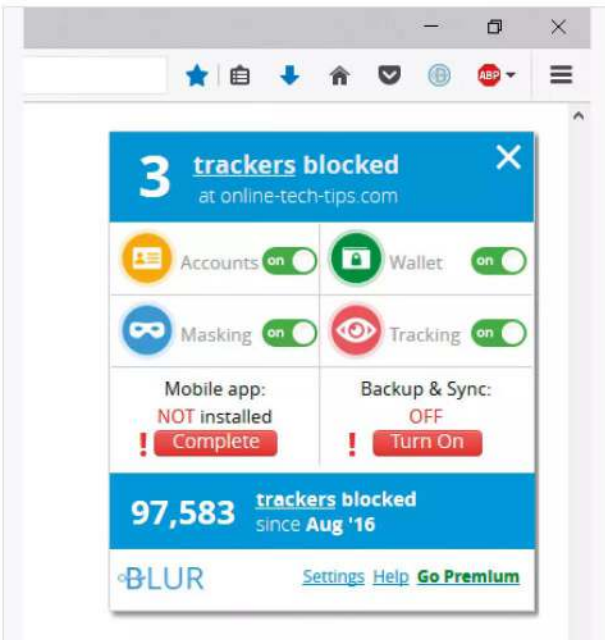 ABP
3 trackers blocked
at online-tech-tips.com
Accounts on
Wallet on
Masking on
Tracking on
Mobile app:
NOT installed
! Complete
Backup & Sync:
OFF
! Turn On
97,583 trackers blocked
since Aug '16
BLUR
Settings Help Go Premium